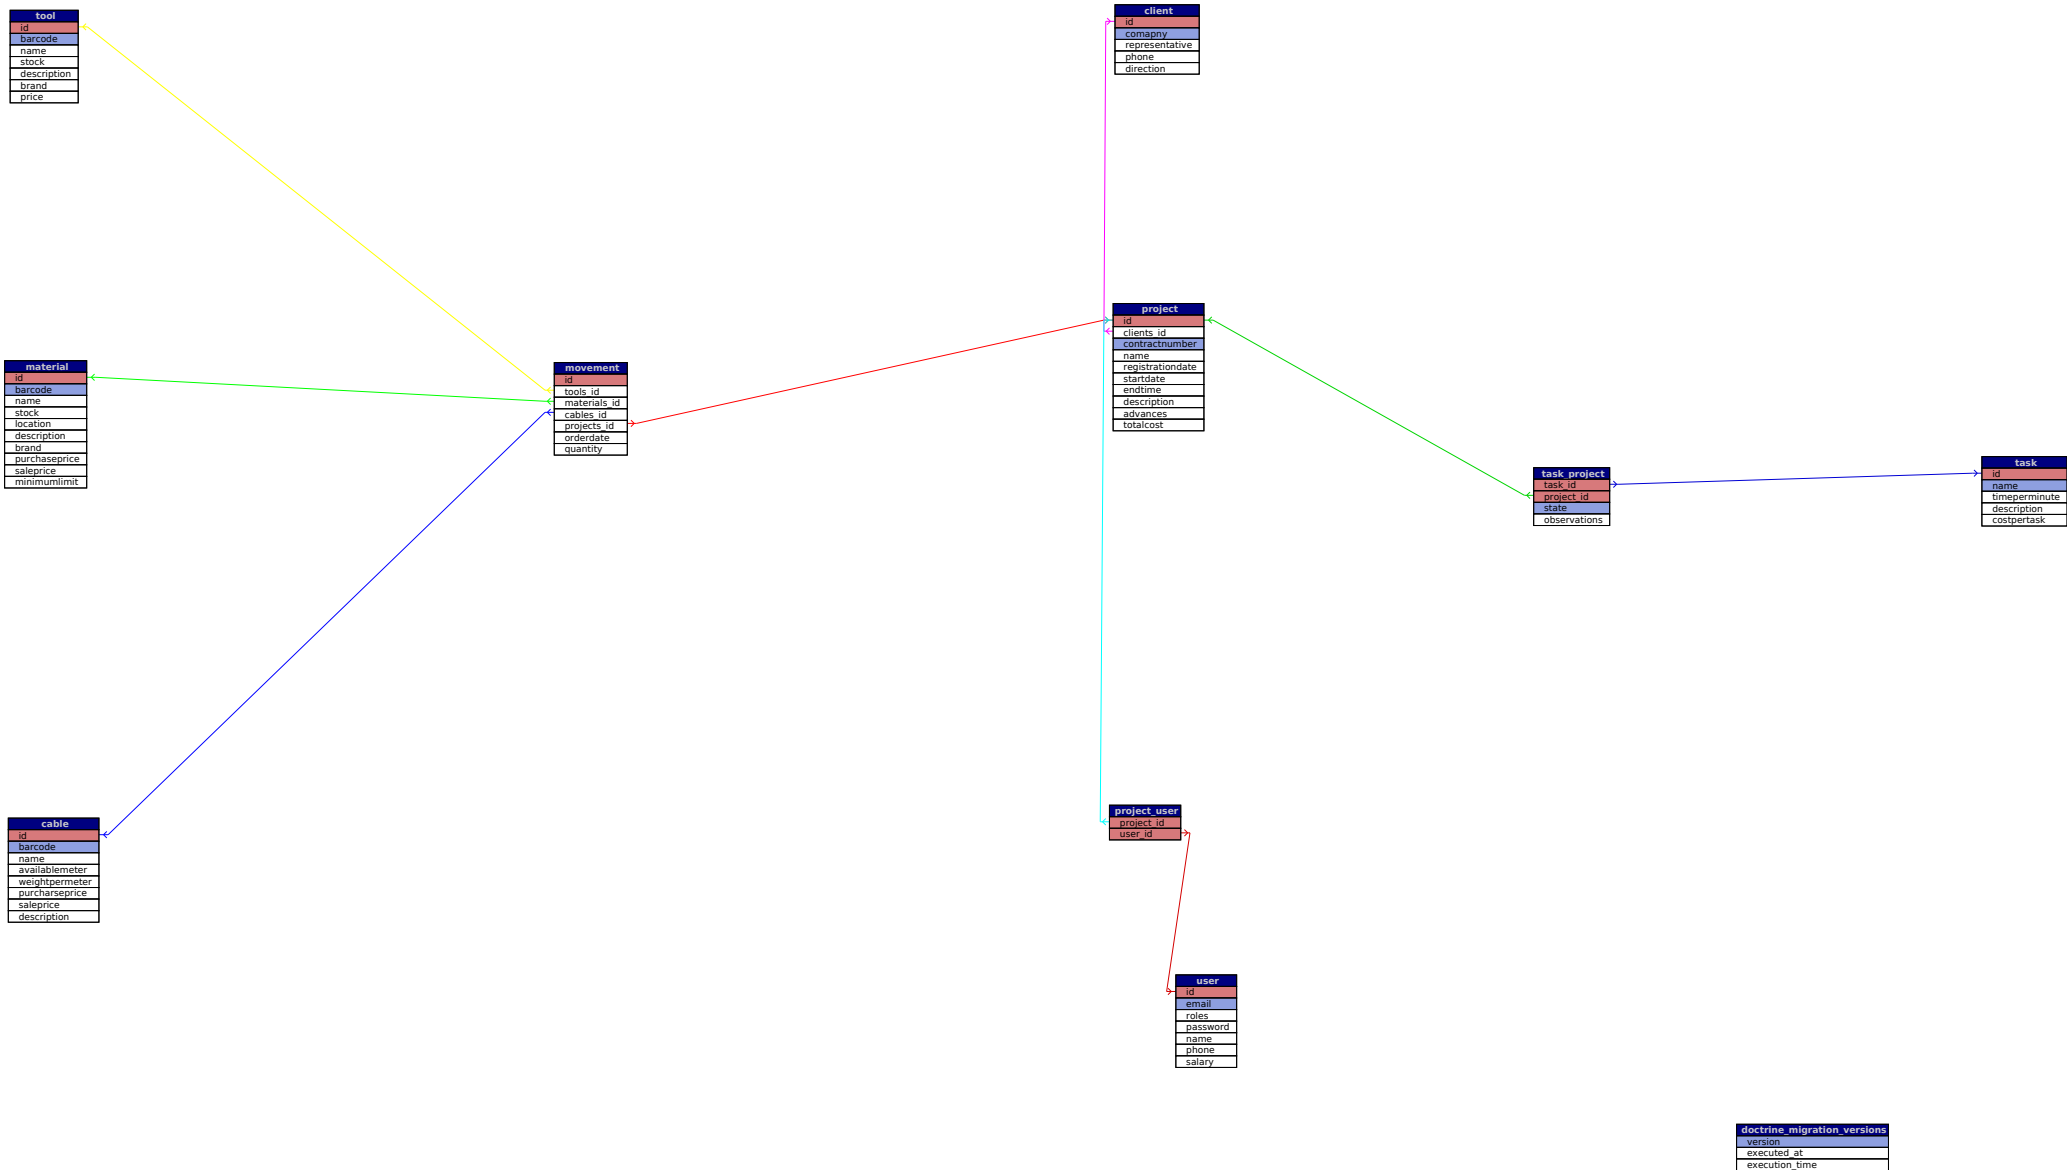 tool
id
barcode
name
stock
description
brand
price
client
id
comapny
representative
phone
direction
material
id
barcode
name
stock
location
description
brand
purchaseprice
saleprice
minimumlimit
movement
id
tools_id
materials_id
cables_id
projects_id
orderdate
quantity
project
id
clients_id
contractnumber
name
registrationdate
startdate
endtime
description
advances
totalcost
task_project
task_id
project_id
state
observations
task
id
name
timeperminute
description
costpertask
cable
id
barcode
name
availablemeter
weightpermeter
purcharseprice
saleprice
description
project_user
project_id
user_id
user
id
email
roles
password
name
phone
salary
doctrine_migration_versions
version
executed_at
execution_time